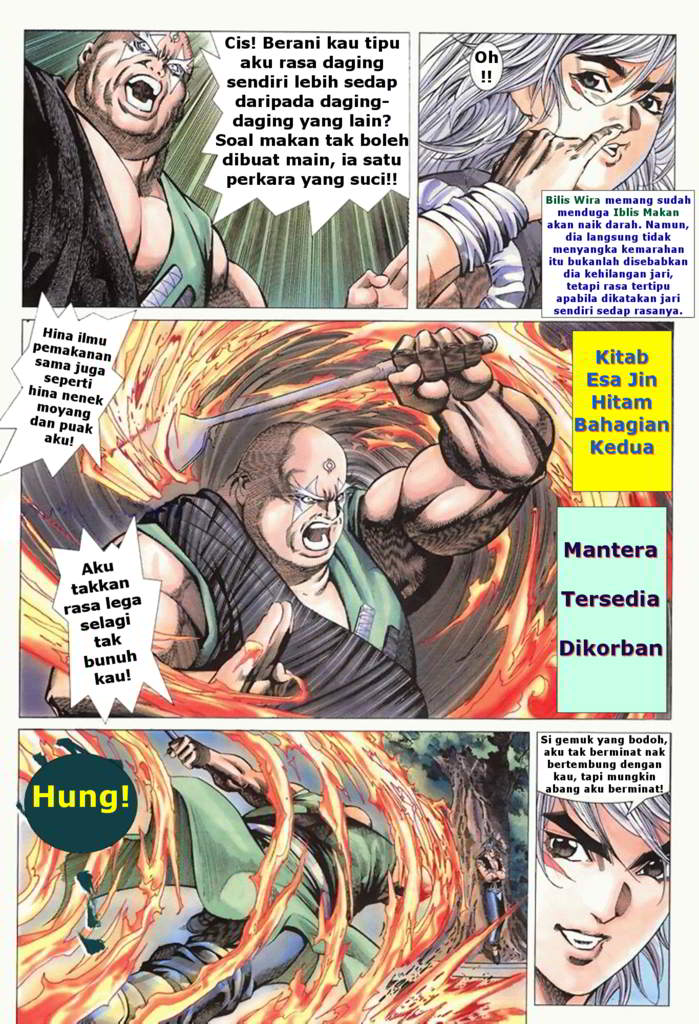 Cis! Berani kau tipu
aku rasa daging
sendiri lebih sedap
daripada daging-
daging yang lain?
Soal makan tak boleh
dibuat main, ia satu
perkara yang suci!!
Oh
!!
Bilis Wira memang sudah
menduga Iblis Makan
akan naik darah. Namun,
dia langsung tidak
menyangka kemarahan
itu bukanlah disebabkan
dia kehilangan jari,
tetapi rasa tertipu
apabila dikatakan jari
sendiri sedap rasanya.
Hina ilmu
pemakanan
sama juga
seperti
hina nenek
moyang
dan puak
aku!
Kitab
Esa Jin
Hitam
Bahagian
Kedua
Mantera
Tersedia
Dikorban
Aku
takkan
rasa lega
selagi
tak
bunuh
kau!
Hung!
Si gemuk yang bodoh,
aku tak berminat nak
bertembung dengan
kau, tapi mungkin
abang aku berminat!
!!